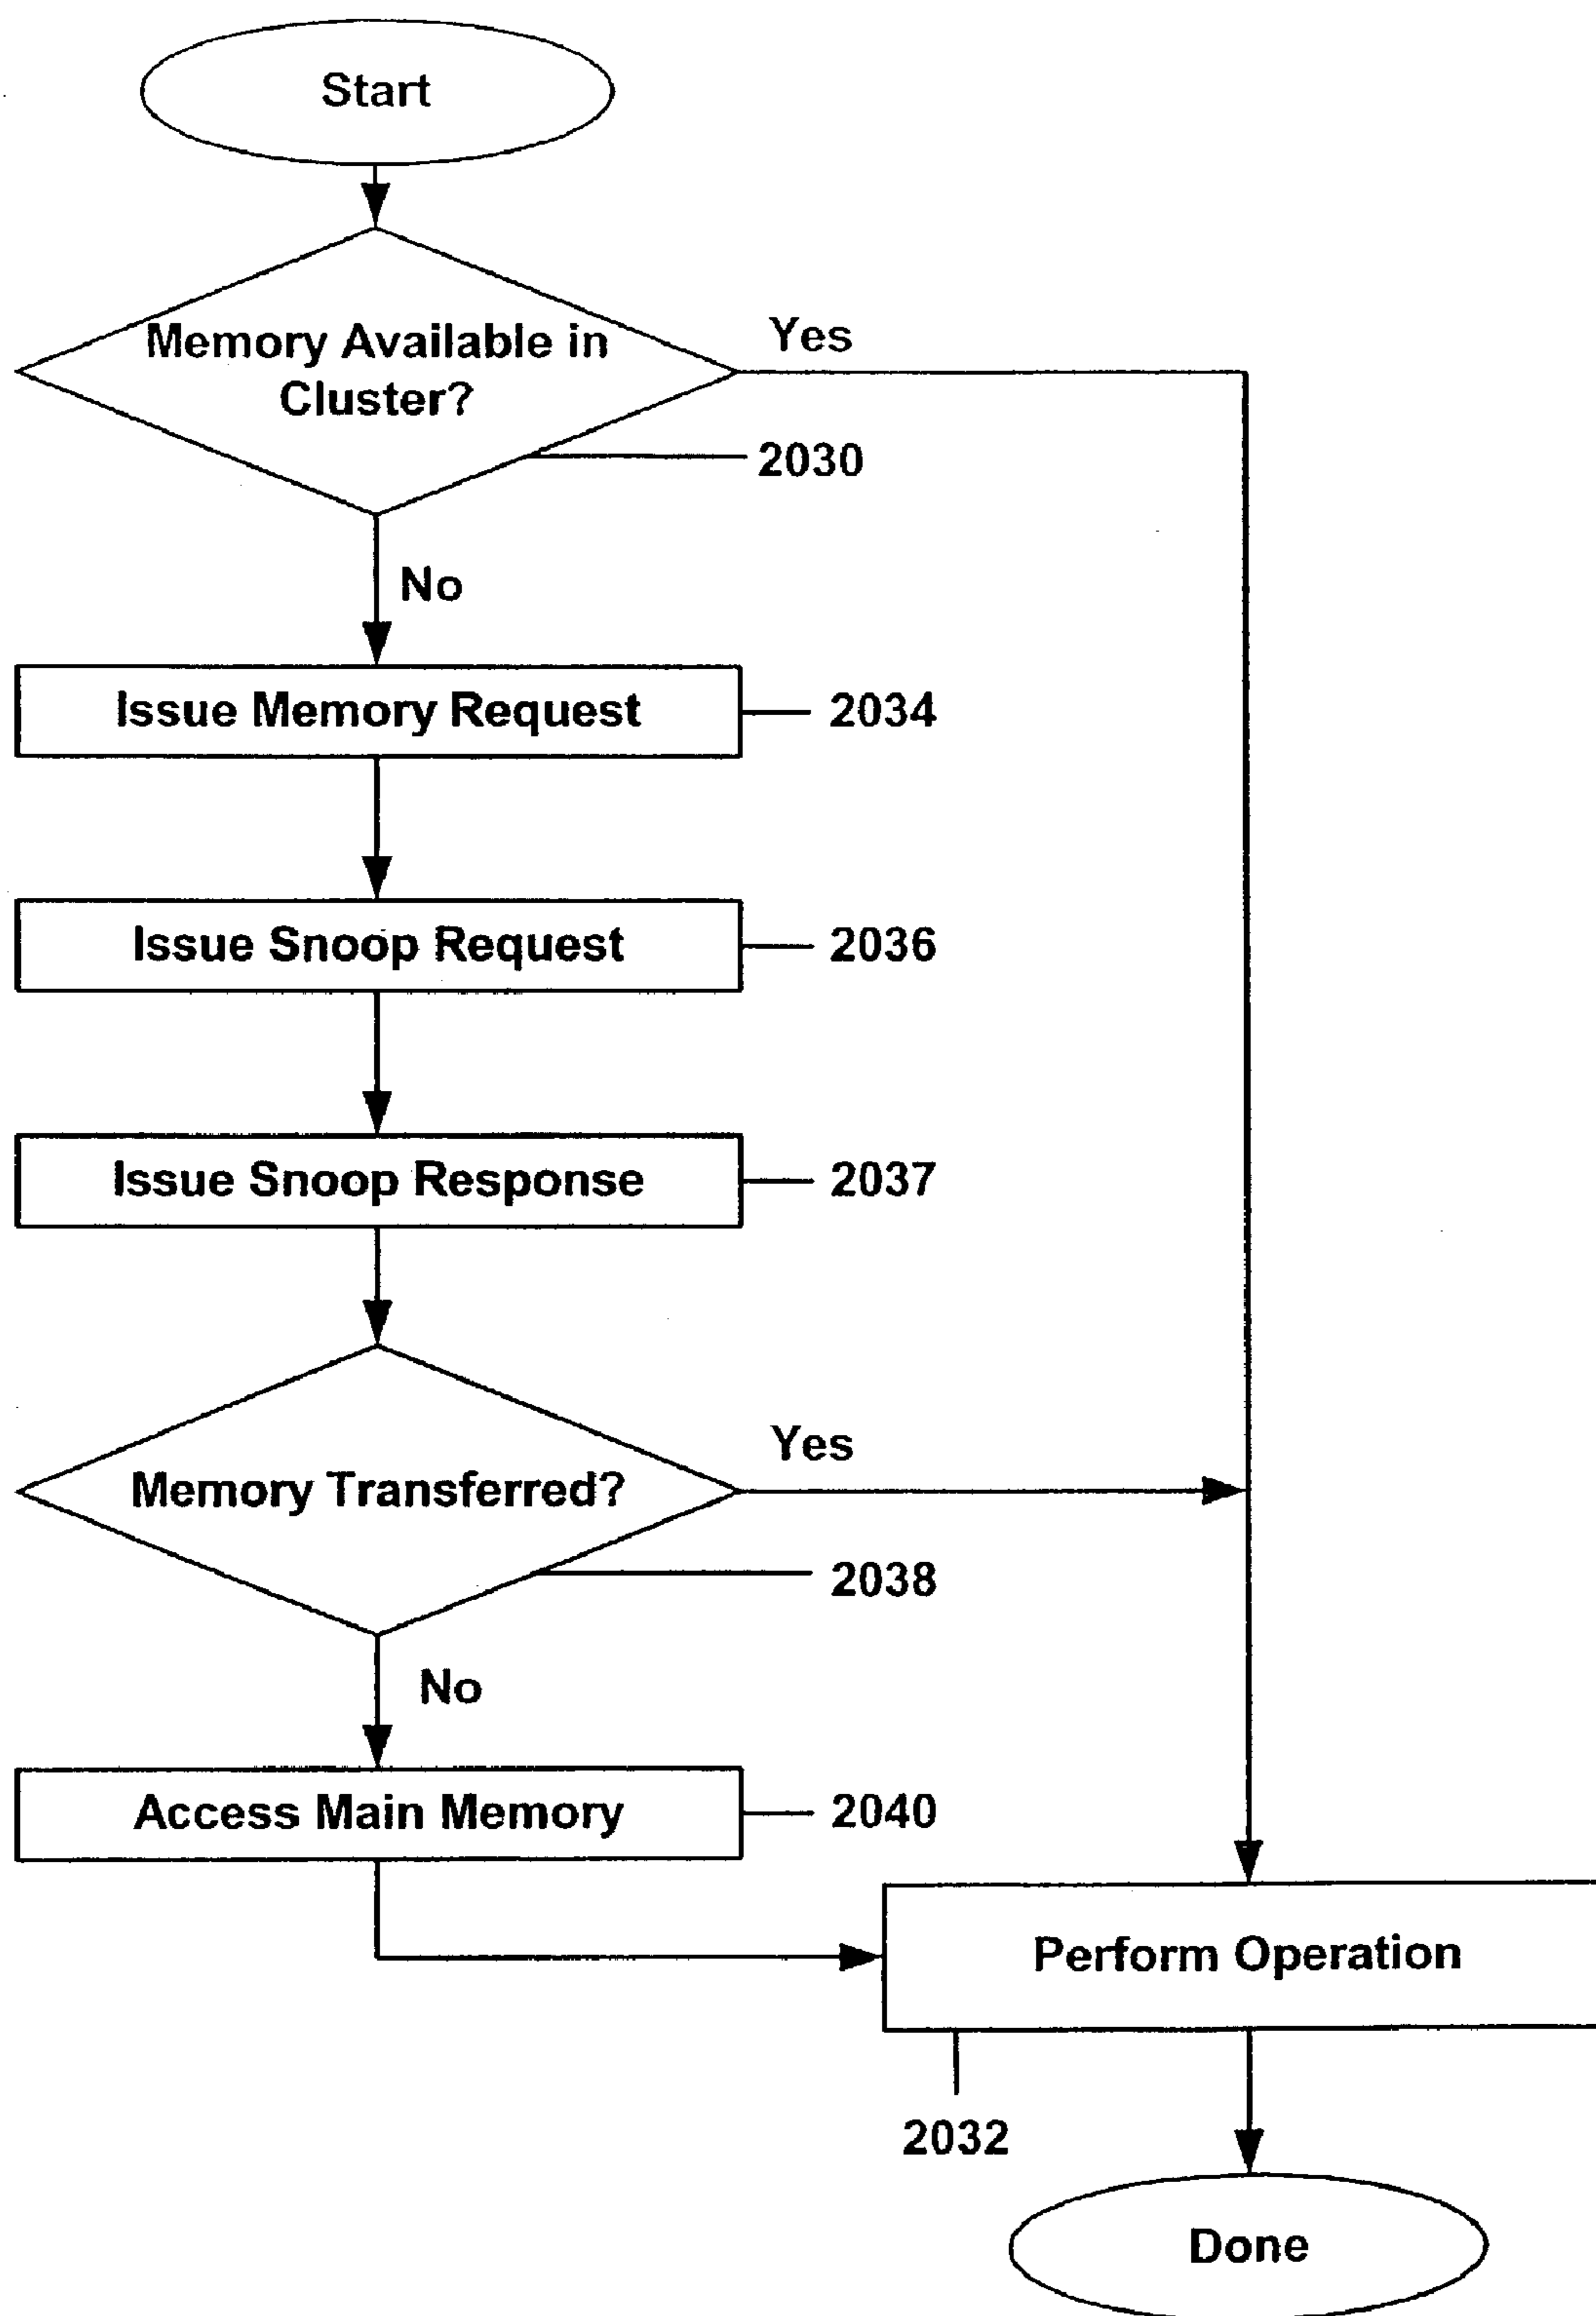 Start
Memory Available in
Cluster?
Yes
2030
No
Issue Memory Request
2034
Issue Snoop Request
2036
Issue Snoop Response
2037
Memory Transferred?
Yes
2038
No
Access Main Memory
2040
Perform Operation
2032
Done